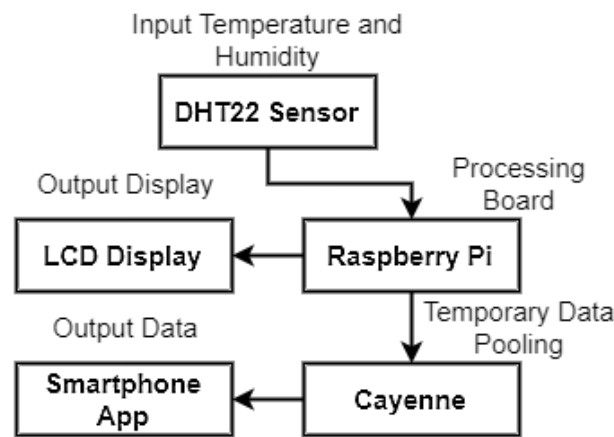 Input Temperature and
Humidity
DHT22 Sensor
Processing
Board
Output Display
LCD Display
Raspberry Pi
Temporary Data
Pooling
Output Data
Smartphone
App
Cayenne